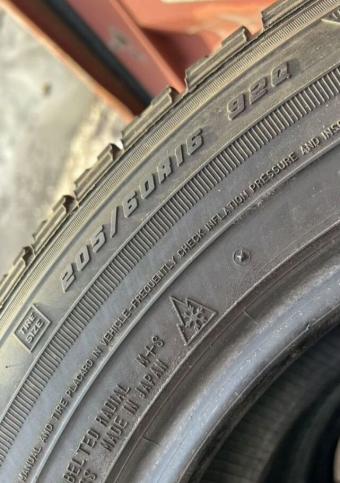 TIRE SIZE 205/60R16 92Q
MANUAL AND TIRE PLACARD IN VEHICLE-FREQUENTLY CHECK INFLATION PRESSURE AND
TED RADIAL M+S
MADE IN JAPAN